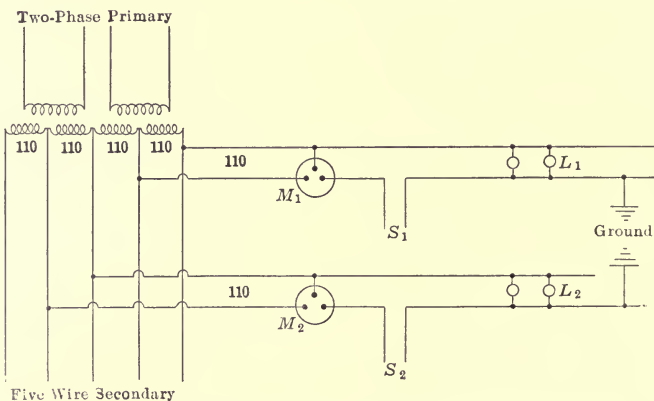 Two-Phase Primary
110 110 110 110
110
M1
L1
S1
Ground
110
M2
L2
S2
Five Wire Secondary